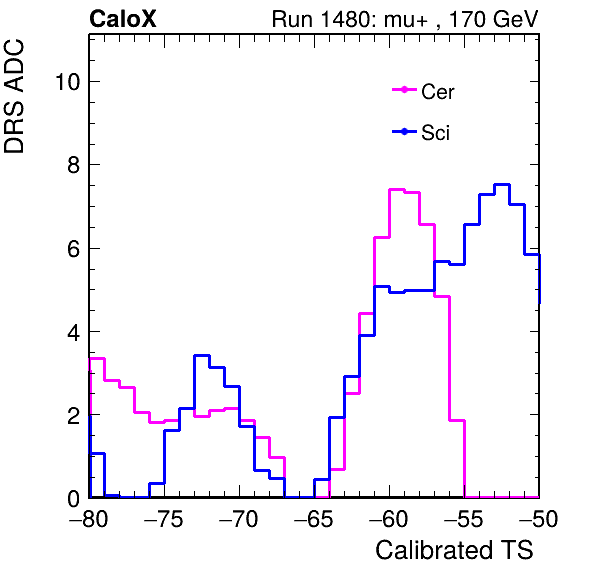 CaloX Run 1480: mu+ , 170 GeV
DRS ADC
10
8
6
4
2
0
Cer
Sci
−80 −75 −70 −65 −60 −55 −50
Calibrated TS